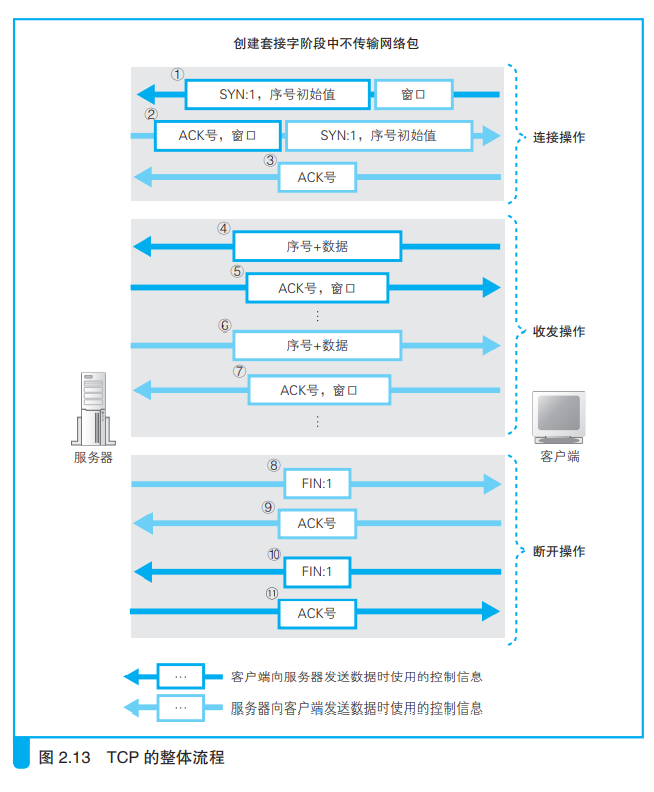 创建套接字阶段中不传输网络包
①
SYN:1，序号初始值
窗口
②
ACK号，窗口
SYN:1，序号初始值
连接操作
③
ACK号
④
序号+数据
⑤
ACK号，窗口
⋮
⑥
序号+数据
收发操作
⑦
ACK号，窗口
⋮
服务器
客户端
⑧
FIN:1
⑨
ACK号
断开操作
⑩
FIN:1
⑪
ACK号
… 客户端向服务器发送数据时使用的控制信息
… 服务器向客户端发送数据时使用的控制信息
图 2.13 TCP 的整体流程